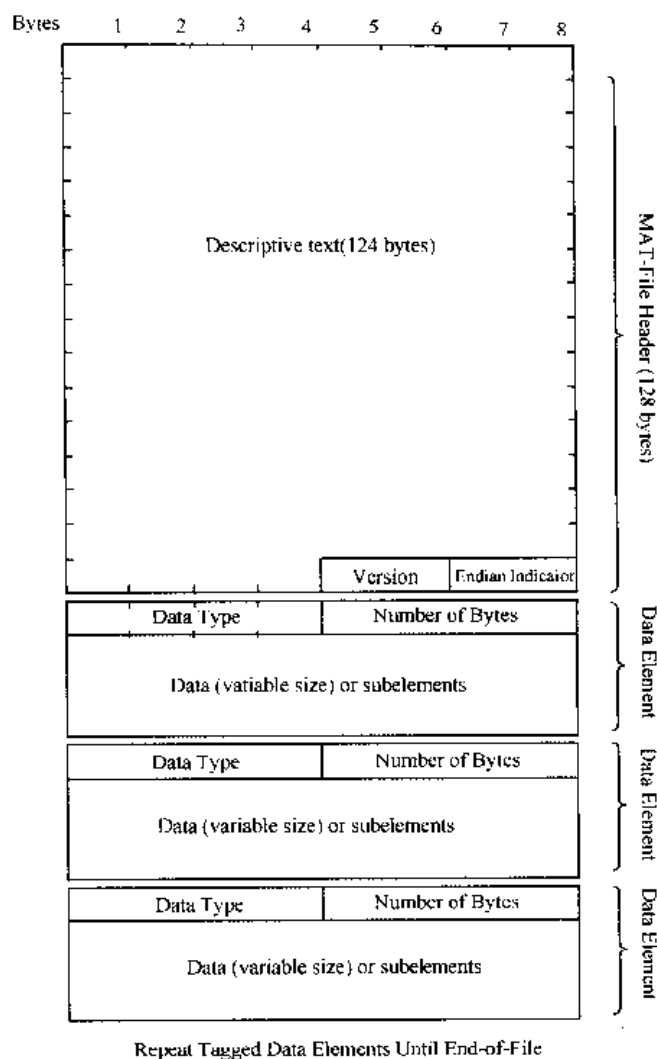 Bytes 1 2 3 4 5 6 7 8
Descriptive text(124 bytes)
MAT-File Header (128 bytes)
Version Endian Indicaior
Data Type Number of Bytes
Data (vatiable size) or subelements
Data Element
Data Type Number of Bytes
Data (variable size) or subelements
Data Element
Data Type Number of Bytes
Data (variable size) or subelements
Data Element
Repeat Tagged Data Elements Until End-of-File